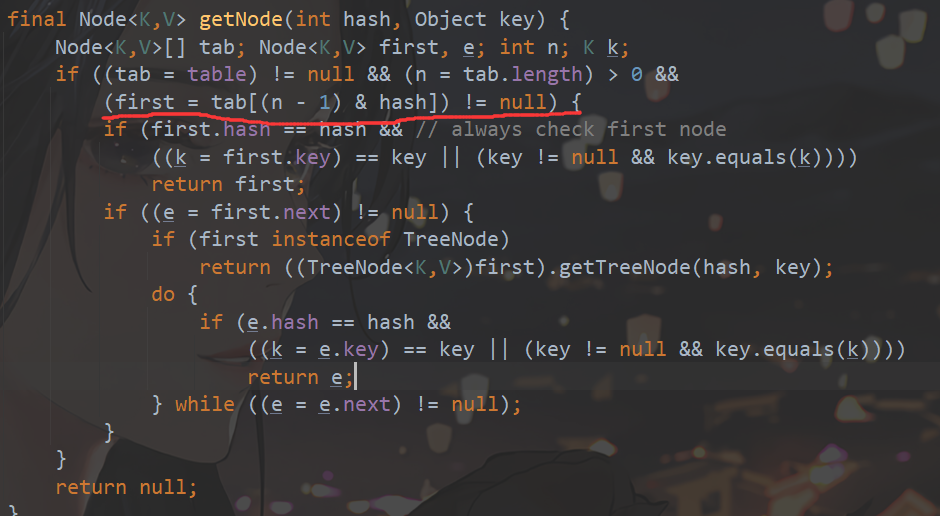 final Node<K,V> getNode(int hash, Object key) {
    Node<K,V>[] tab; Node<K,V> first, e; int n; K k;
    if ((tab = table) != null && (n = tab.length) > 0 &&
        (first = tab[(n - 1) & hash]) != null) {
        if (first.hash == hash && // always check first node
            ((k = first.key) == key || (key != null && key.equals(k))))
            return first;
        if ((e = first.next) != null) {
            if (first instanceof TreeNode)
                return ((TreeNode<K,V>)first).getTreeNode(hash, key);
            do {
                if (e.hash == hash &&
                    ((k = e.key) == key || (key != null && key.equals(k))))
                    return e;
            } while ((e = e.next) != null);
        }
    }
    return null;
}